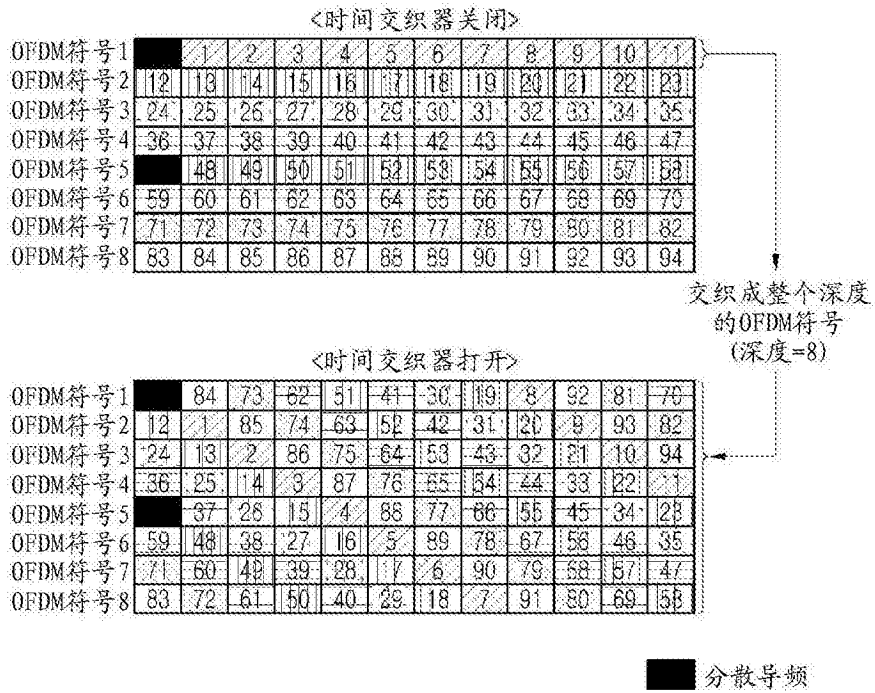 <时间交织器关闭>
OFDM符号1 1 2 3 4 5 6 7 8 9 10 11
OFDM符号2 12 13 14 15 16 17 18 19 20 21 22 23
OFDM符号3 24 25 26 27 28 29 30 31 32 33 34 35
OFDM符号4 36 37 38 39 40 41 42 43 44 45 46 47
OFDM符号5 48 49 50 51 52 53 54 55 56 57 58
OFDM符号6 59 60 61 62 63 64 65 66 67 68 69 70
OFDM符号7 71 72 73 74 75 76 77 78 79 80 81 82
OFDM符号8 83 84 85 86 87 88 89 90 91 92 93 94
交织成整个深度
的OFDM符号
(深度=8)
<时间交织器打开>
OFDM符号1 84 73 62 51 41 30 19 8 92 81 70
OFDM符号2 12 1 85 74 63 52 42 31 20 9 93 82
OFDM符号3 24 13 2 86 75 64 53 43 32 21 10 94
OFDM符号4 36 25 14 3 87 76 65 54 44 33 22 11
OFDM符号5 37 26 15 4 88 77 66 55 45 34 23
OFDM符号6 59 48 38 27 16 5 89 78 67 56 46 35
OFDM符号7 71 60 49 39 28 17 6 90 79 68 57 47
OFDM符号8 83 72 61 50 40 29 18 7 91 80 69 58
分散导频